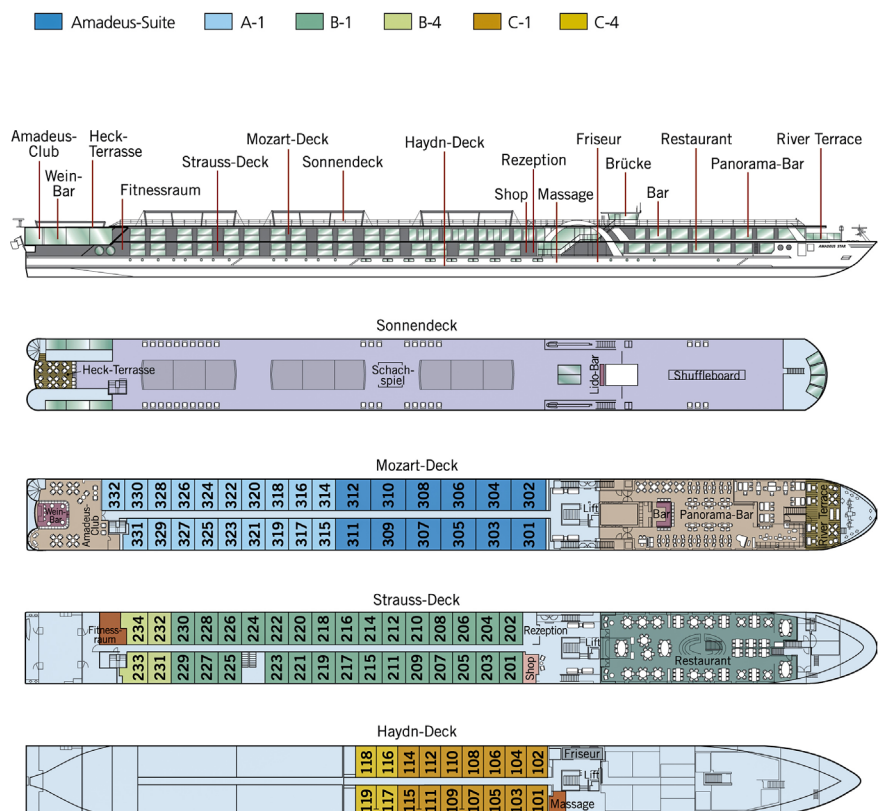 Amadeus-Suite A-1 B-1 B-4 C-1 C-4
Amadeus-
Club
Heck-
Terrasse
Wein-
Bar
Fitnessraum
Strauss-Deck
Mozart-Deck
Sonnendeck
Haydn-Deck
Rezeption
Shop
Massage
Friseur
Brücke
Bar
Restaurant
Panorama-Bar
River Terrace
AMADEUS STAR
Sonnendeck
Heck-Terrasse
Schach-
spiel
Lido-Bar
Shuffleboard
Mozart-Deck
332 330 328 326 324 322 320 318 316 314 312 310 308 306 304 302
Wein-
Bar
Amadeus-
Club
Lift
Bar
Panorama-Bar
River Terrace
331 329 327 325 323 321 319 317 315 311 309 307 305 303 301
Strauss-Deck
234 232 230 228 226 224 222 220 218 216 214 212 210 208 206 204 202
Fitness-
raum
Rezeption
Lift
Restaurant
233 231 229 227 225 223 221 219 217 215 211 209 207 205 203 201
Shop
Haydn-Deck
118 116 114 112 110 108 106 104 102
Friseur
Lift
119 117 115 111 109 107 105 103 101
Massage